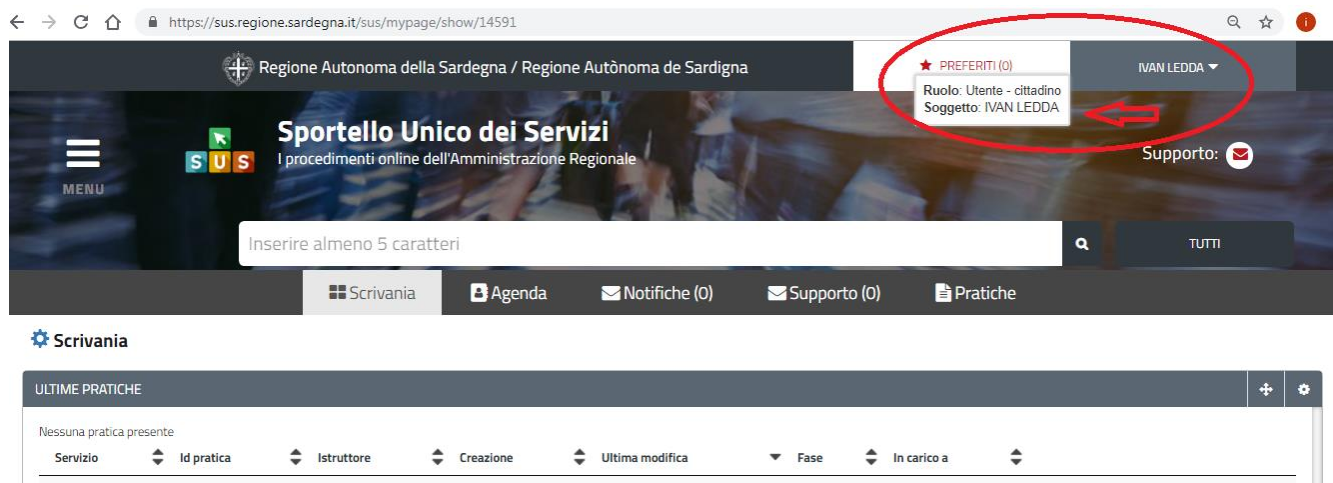 https://sus.regione.sardegna.it/sus/mypage/show/14591
i
Regione Autonoma della Sardegna / Regione Autònoma de Sardigna
PREFERITI (0)
IVAN LEDDA
Ruolo: Utente - cittadino
Soggetto: IVAN LEDDA
MENU
SUS
Sportello Unico dei Servizi
I procedimenti online dell'Amministrazione Regionale
Supporto:
Inserire almeno 5 caratteri
TUTTI
Scrivania Agenda Notifiche (0) Supporto (0) Pratiche
Scrivania
ULTIME PRATICHE
Nessuna pratica presente
Servizio Id pratica Istruttore Creazione Ultima modifica Fase In carico a